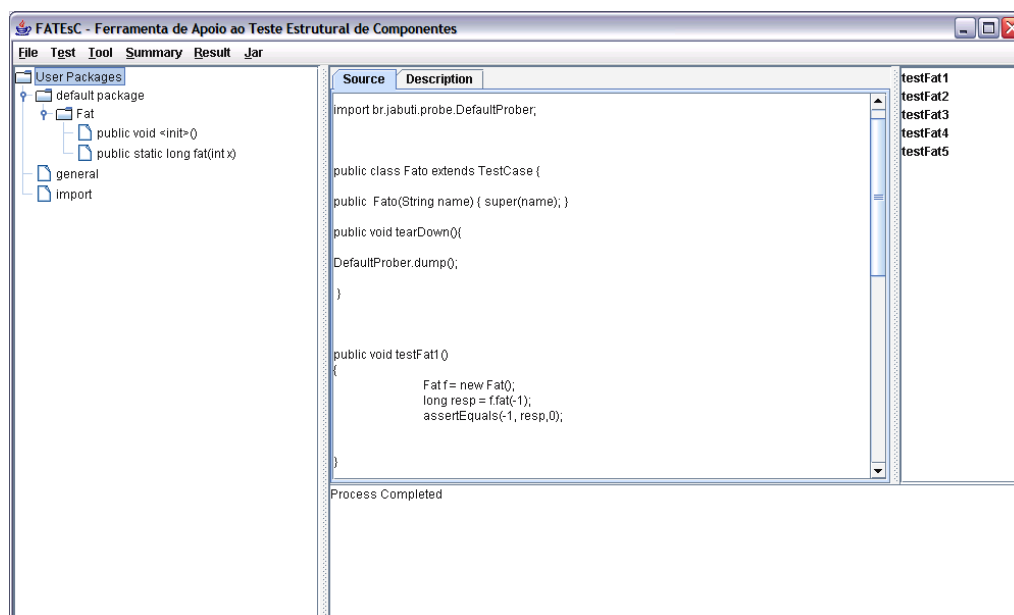 FATEsC - Ferramenta de Apoio ao Teste Estrutural de Componentes
File Test Tool Summary Result Jar
User Packages
default package
Fat
public void <init>()
public static long fat(int x)
general
import
Source Description
import br.jabuti.probe.DefaultProber;
public class Fato extends TestCase {
public Fato(String name) { super(name); }
public void tearDown(){
DefaultProber.dump();
}
public void testFat1()
{
Fat f = new Fat();
long resp = f.fat(-1);
assertEquals(-1, resp,0);
}
testFat1
testFat2
testFat3
testFat4
testFat5
Process Completed